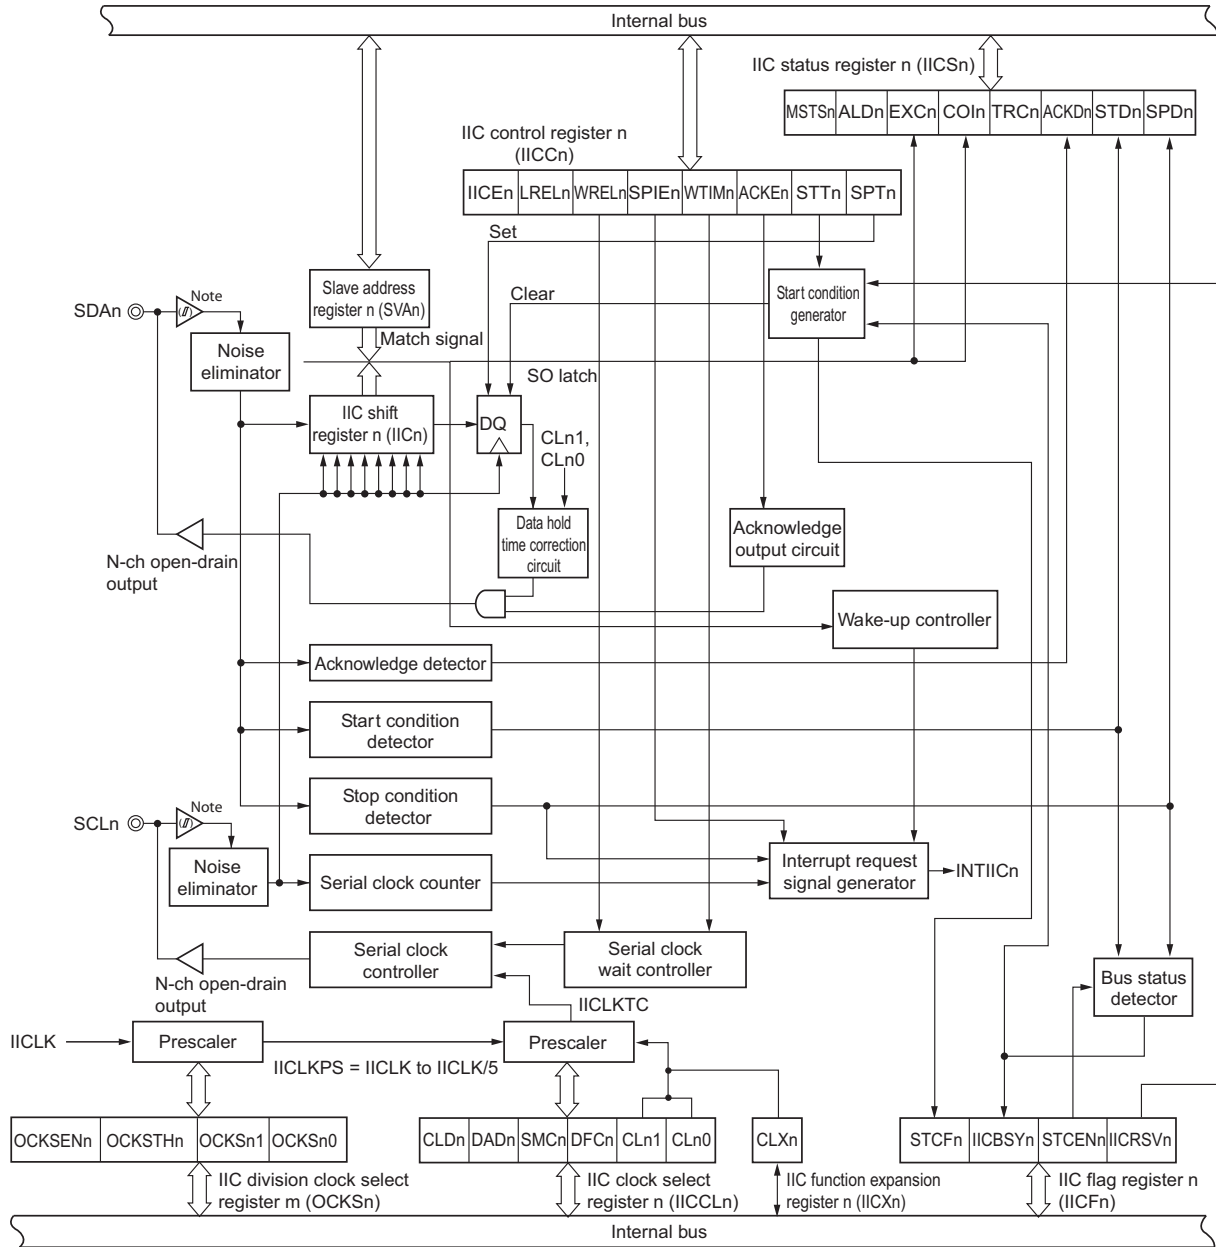 Internal bus
IIC status register n (IICSn)
MSTSn ALDn EXCn COIn TRCn ACKDn STDn SPDn
IIC control register n
(IICCn)
IICEn LRELn WRELn SPIEn WTIMn ACKEn STTn SPTn
Set
Slave address
register n (SVAn)
Start condition
generator
Clear
SDAn
Note
Noise
eliminator
Match signal
SO latch
IIC shift
register n (IICn)
DQ
CLn1,
CLn0
Data hold
time correction
circuit
Acknowledge
output circuit
N-ch open-drain
output
Wake-up controller
Acknowledge detector
Start condition
detector
Stop condition
detector
SCLn
Note
Noise
eliminator
Serial clock counter
Interrupt request
signal generator
INTIICn
Serial clock
controller
Serial clock
wait controller
N-ch open-drain
output
Bus status
detector
IICLKTC
IICLK
Prescaler
Prescaler
IICLKPS = IICLK to IICLK/5
OCKSENn OCKSTHn OCKSn1 OCKSn0
CLDn DADn SMCn DFCn CLn1 CLn0
CLXn
STCFn IICBSYn STCENn IICRSVn
IIC division clock select
register m (OCKSn)
IIC clock select
register n (IICCLn)
IIC function expansion
register n (IICXn)
IIC flag register n
(IICFn)
Internal bus